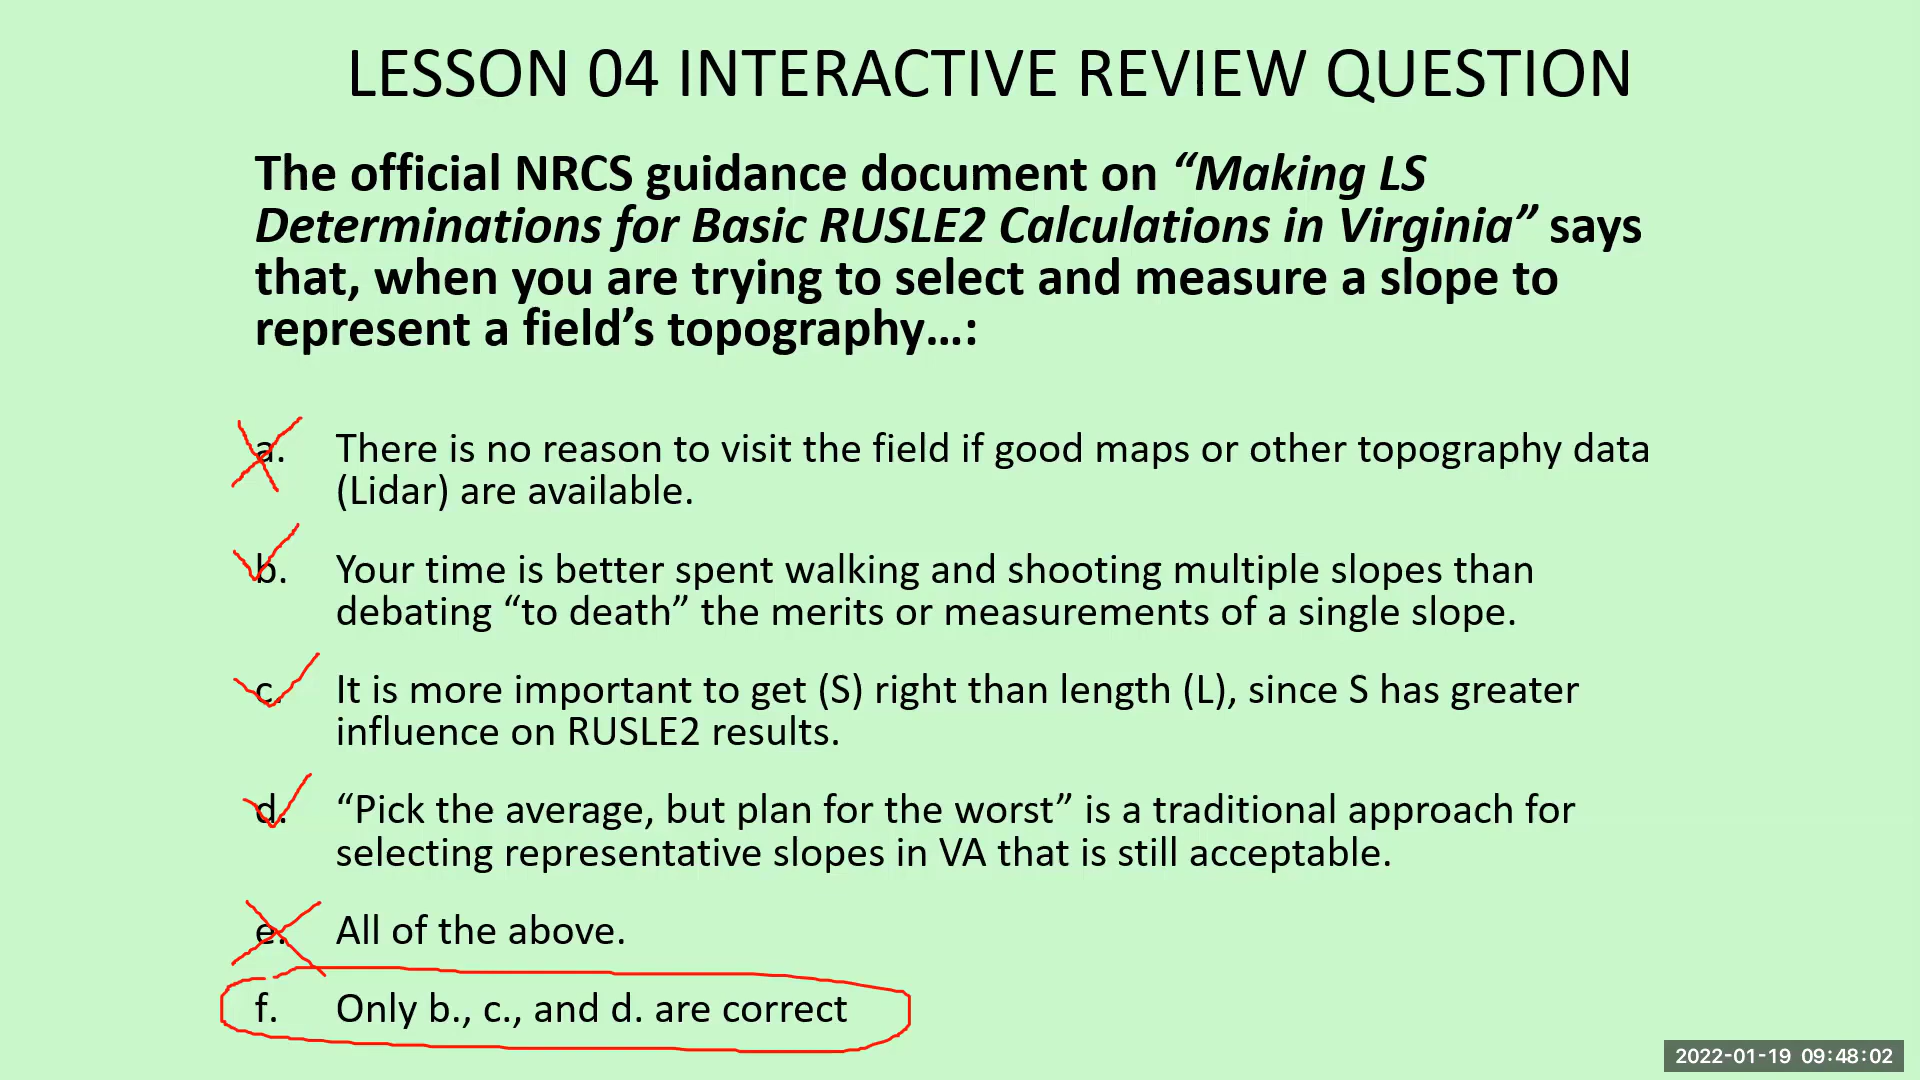 LESSON 04 INTERACTIVE REVIEW QUESTION
The official NRCS guidance document on “Making LS
Determinations for Basic RUSLE2 Calculations in Virginia” says
that, when you are trying to select and measure a slope to
represent a field’s topography…:
a. There is no reason to visit the field if good maps or other topography data
(Lidar) are available.
b. Your time is better spent walking and shooting multiple slopes than
debating “to death” the merits or measurements of a single slope.
c. It is more important to get (S) right than length (L), since S has greater
influence on RUSLE2 results.
d. “Pick the average, but plan for the worst” is a traditional approach for
selecting representative slopes in VA that is still acceptable.
e. All of the above.
f. Only b., c., and d. are correct
2022-01-19 09:48:02